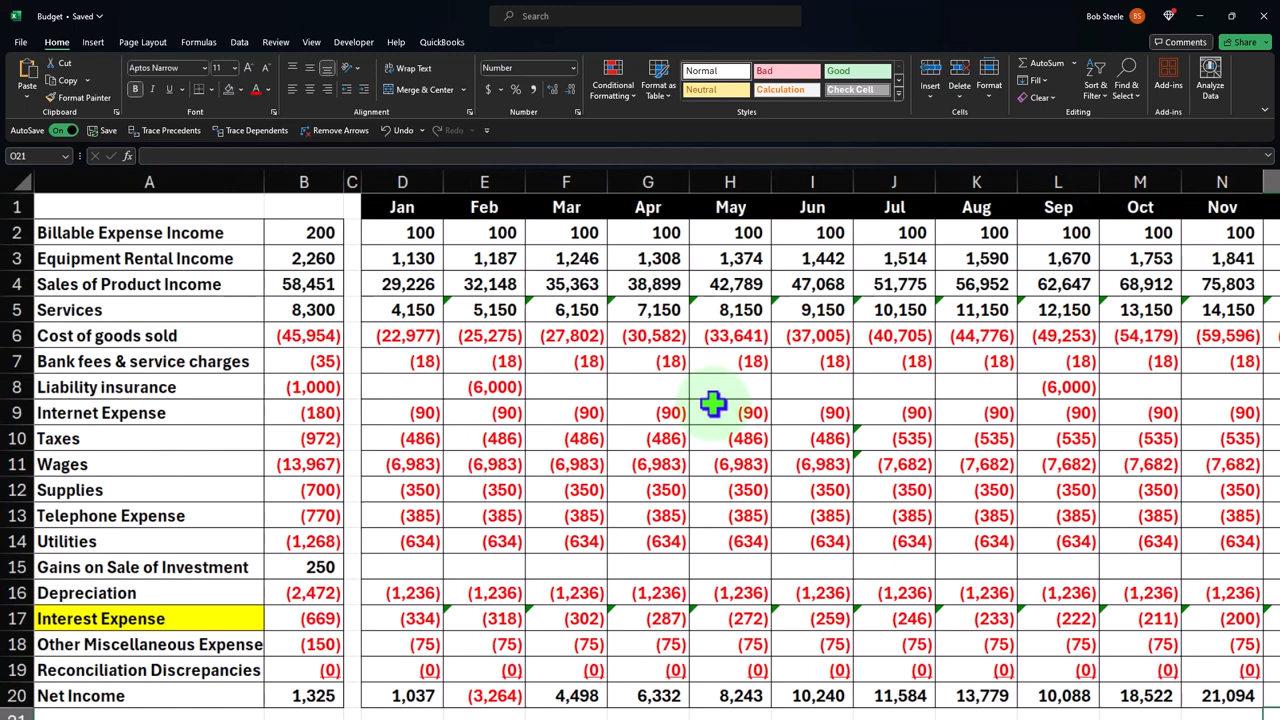 Budget • Saved
Search
Bob Steele BS
File Home Insert Page Layout Formulas Data Review View Developer Help QuickBooks Comments Share
Paste Cut Copy Format Painter Clipboard
Aptos Narrow 11 B I U A Font
Wrap Text Merge & Center Alignment
Number $ % Number
Conditional Formatting Format as Table Normal Bad Good Neutral Calculation Check Cell Styles
Insert Delete Format Cells
AutoSum Fill Clear Sort & Filter Find & Select Editing
Add-ins Add-ins
Analyze Data
AutoSave On Save Trace Precedents Trace Dependents Remove Arrows Undo Redo
O21 fx
A B C D E F G H I J K L M N
1 Jan Feb Mar Apr May Jun Jul Aug Sep Oct Nov
2 Billable Expense Income 200 100 100 100 100 100 100 100 100 100 100 100
3 Equipment Rental Income 2,260 1,130 1,187 1,246 1,308 1,374 1,442 1,514 1,590 1,670 1,753 1,841
4 Sales of Product Income 58,451 29,226 32,148 35,363 38,899 42,789 47,068 51,775 56,952 62,647 68,912 75,803
5 Services 8,300 4,150 5,150 6,150 7,150 8,150 9,150 10,150 11,150 12,150 13,150 14,150
6 Cost of goods sold (45,954) (22,977) (25,275) (27,802) (30,582) (33,641) (37,005) (40,705) (44,776) (49,253) (54,179) (59,596)
7 Bank fees & service charges (35) (18) (18) (18) (18) (18) (18) (18) (18) (18) (18) (18)
8 Liability insurance (1,000) (6,000) (6,000)
9 Internet Expense (180) (90) (90) (90) (90) (90) (90) (90) (90) (90) (90) (90)
10 Taxes (972) (486) (486) (486) (486) (486) (486) (535) (535) (535) (535) (535)
11 Wages (13,967) (6,983) (6,983) (6,983) (6,983) (6,983) (6,983) (7,682) (7,682) (7,682) (7,682) (7,682)
12 Supplies (700) (350) (350) (350) (350) (350) (350) (350) (350) (350) (350) (350)
13 Telephone Expense (770) (385) (385) (385) (385) (385) (385) (385) (385) (385) (385) (385)
14 Utilities (1,268) (634) (634) (634) (634) (634) (634) (634) (634) (634) (634) (634)
15 Gains on Sale of Investment 250
16 Depreciation (2,472) (1,236) (1,236) (1,236) (1,236) (1,236) (1,236) (1,236) (1,236) (1,236) (1,236) (1,236)
17 Interest Expense (669) (334) (318) (302) (287) (272) (259) (246) (233) (222) (211) (200)
18 Other Miscellaneous Expense (150) (75) (75) (75) (75) (75) (75) (75) (75) (75) (75) (75)
19 Reconciliation Discrepancies (0) (0) (0) (0) (0) (0) (0) (0) (0) (0) (0) (0)
20 Net Income 1,325 1,037 (3,264) 4,498 6,332 8,243 10,240 11,584 13,779 10,088 18,522 21,094
21